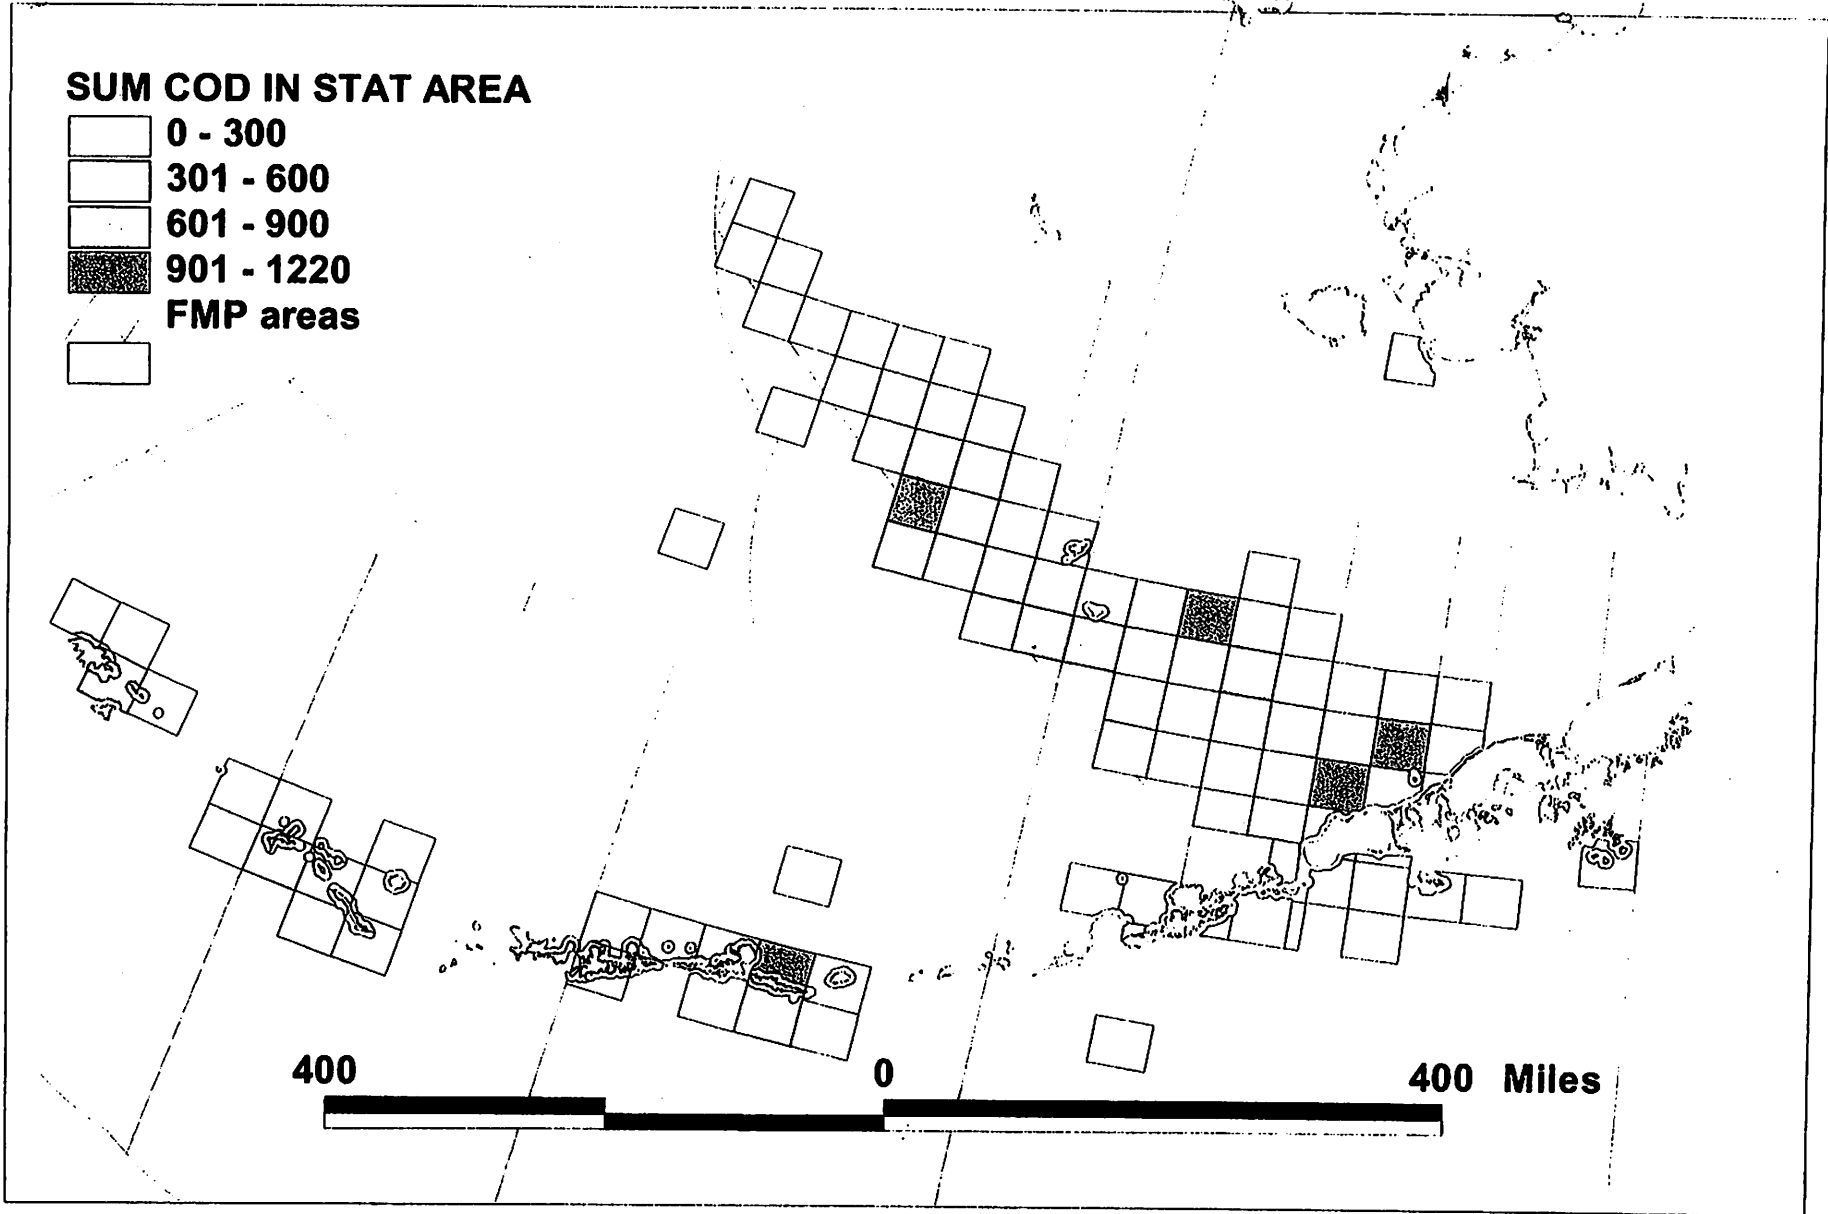 SUM COD IN STAT AREA
0 - 300
301 - 600
601 - 900
901 - 1220
FMP areas
400 0 400 Miles